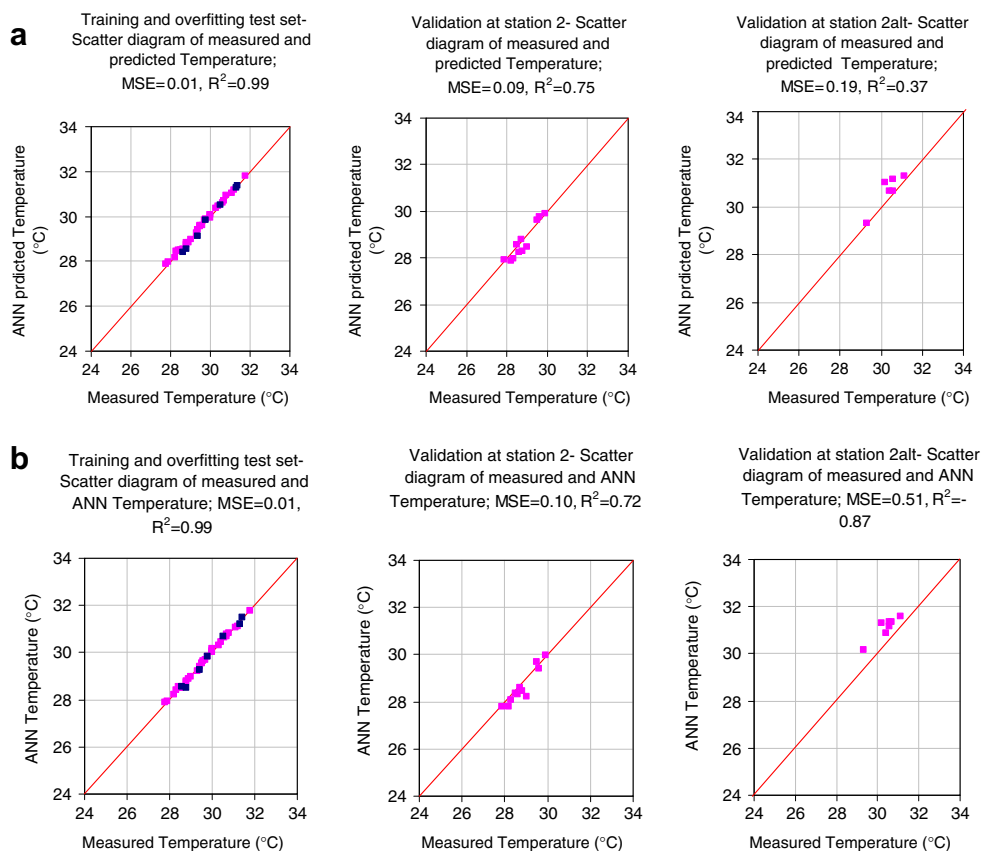 a
Training and overfitting test set-
Scatter diagram of measured and
predicted Temperature;
MSE=0.01, R²=0.99
34
32
30
28
26
24
24 26 28 30 32 34
ANN prdicted Temperature
(°C)
Measured Temperature (°C)
Validation at station 2- Scatter
diagram of measured and
predicted Temperature;
MSE=0.09, R²=0.75
34
32
30
28
26
24
24 26 28 30 32 34
ANN prdicted Temperature
(°C)
Measured Temperature (°C)
Validation at station 2alt- Scatter
diagram of measured and
predicted Temperature;
MSE=0.19, R²=0.37
34
32
30
28
26
24
24 26 28 30 32 34
ANN prdicted Temperature
(°C)
Measured Temperature (°C)
b
Training and overfitting test set-
Scatter diagram of measured and
ANN Temperature; MSE=0.01,
R²=0.99
34
32
30
28
26
24
24 26 28 30 32 34
ANN Temperature (°C)
Measured Temperature (°C)
Validation at station 2- Scatter
diagram of measured and ANN
Temperature; MSE=0.10, R²=0.72
34
32
30
28
26
24
24 26 28 30 32 34
ANN Temperature (°C)
Measured Temperature (°C)
Validation at station 2alt- Scatter
diagram of measured and ANN
Temperature; MSE=0.51, R²=-
0.87
34
32
30
28
26
24
24 26 28 30 32 34
ANN Temperature (°C)
Measured Temperature (°C)